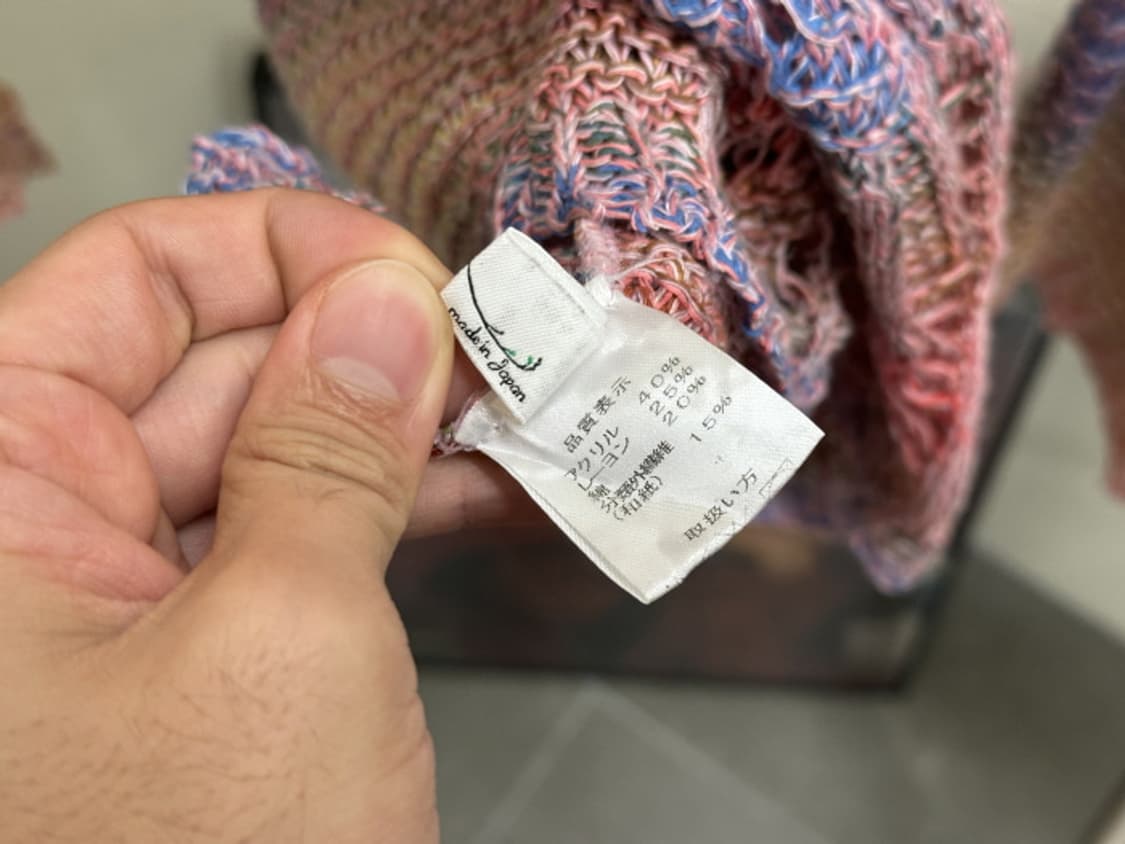 made in Japan
品質表示
アクリル 40%
レーヨン 25%
綿 20%
分類外繊維 15%
(和紙)
取扱い方